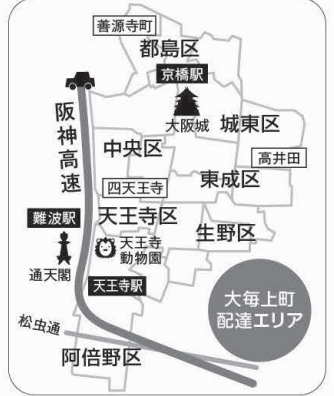 善源寺町
都島区
京橋駅
大阪城
城東区
阪神高速
中央区
高井田
東成区
四天王寺
難波駅
天王寺区
生野区
天王寺
動物園
通天閣
天王寺駅
大毎上町
配達エリア
松虫通
阿倍野区